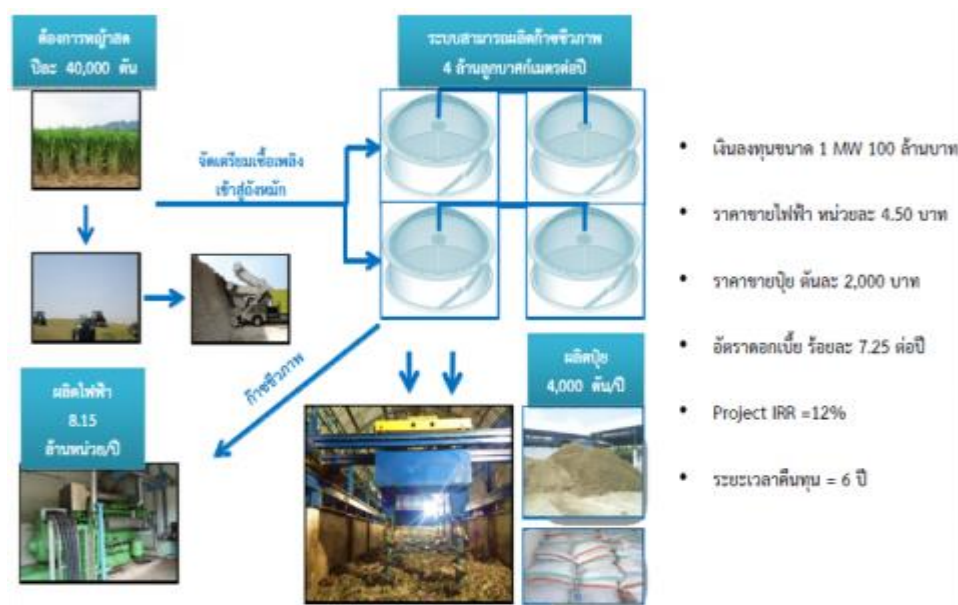 ต้องการหญ้าสด
ปีละ 40,000 ตัน
ระบบสามารถผลิตก๊าซชีวภาพ
4 ล้านลูกบาศก์เมตรต่อปี
จัดเตรียมเชื้อเพลิง
เข้าสู่ถังหมัก
ก๊าซชีวภาพ
ผลิตไฟฟ้า
8.15
ล้านหน่วย/ปี
ผลิตปุ๋ย
4,000 ตัน/ปี
• เงินลงทุนขนาด 1 MW 100 ล้านบาท
• ราคาขายไฟฟ้า หน่วยละ 4.50 บาท
• ราคาขายปุ๋ย ตันละ 2,000 บาท
• อัตราดอกเบี้ย ร้อยละ 7.25 ต่อปี
• Project IRR =12%
• ระยะเวลาคืนทุน = 6 ปี